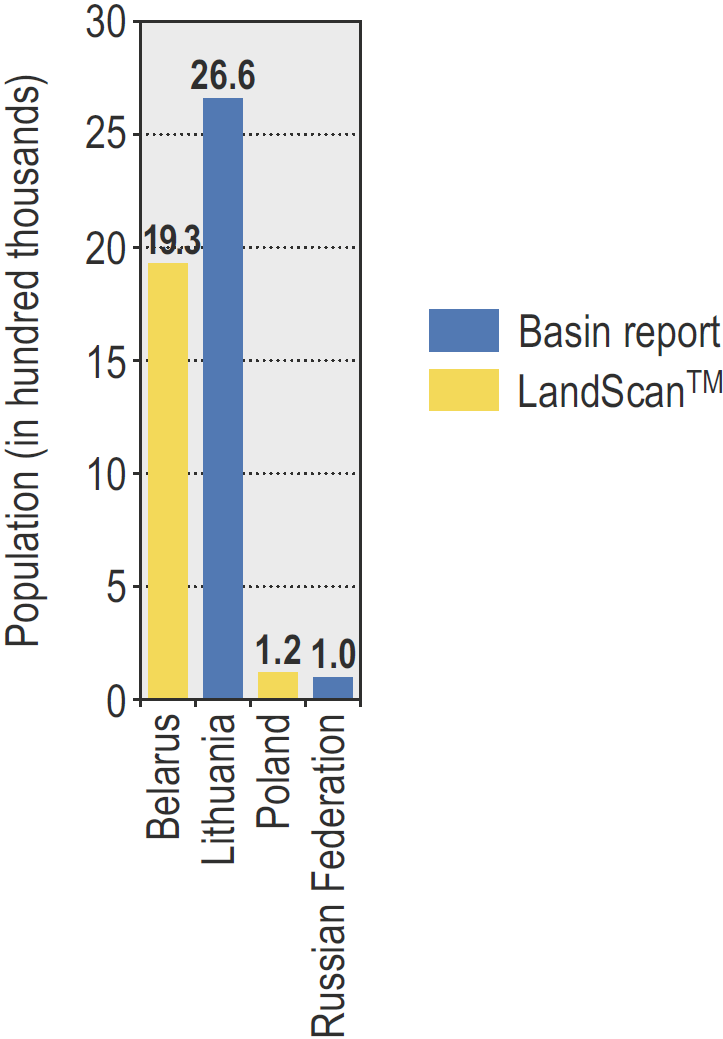 Population (in hundred thousands)
30
25
20
15
10
5
0
19.3
26.6
1.2
1.0
Belarus
Lithuania
Poland
Russian Federation
Basin report
LandScan™